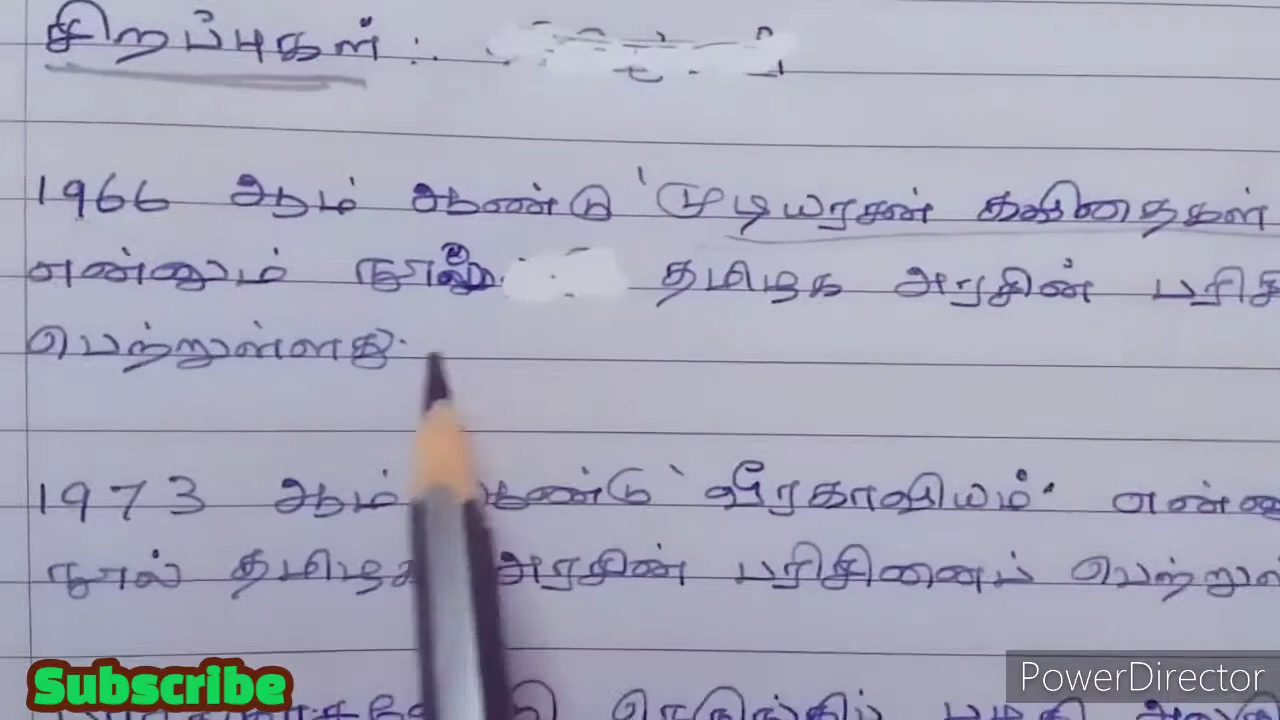 சிறப்புகள் :
1966 ஆம் ஆண்டு 'முடியரசன் கவிதைகள்
என்னும் நூல் தமிழக அரசின் பரிசி
பெற்றுள்ளது.
1973 ஆம் ஆண்டு 'வீரகாவியம்' என்னு
நூல் தமிழக அரசின் பரிசினைப் பெற்றுள்
Subscribe
PowerDirector